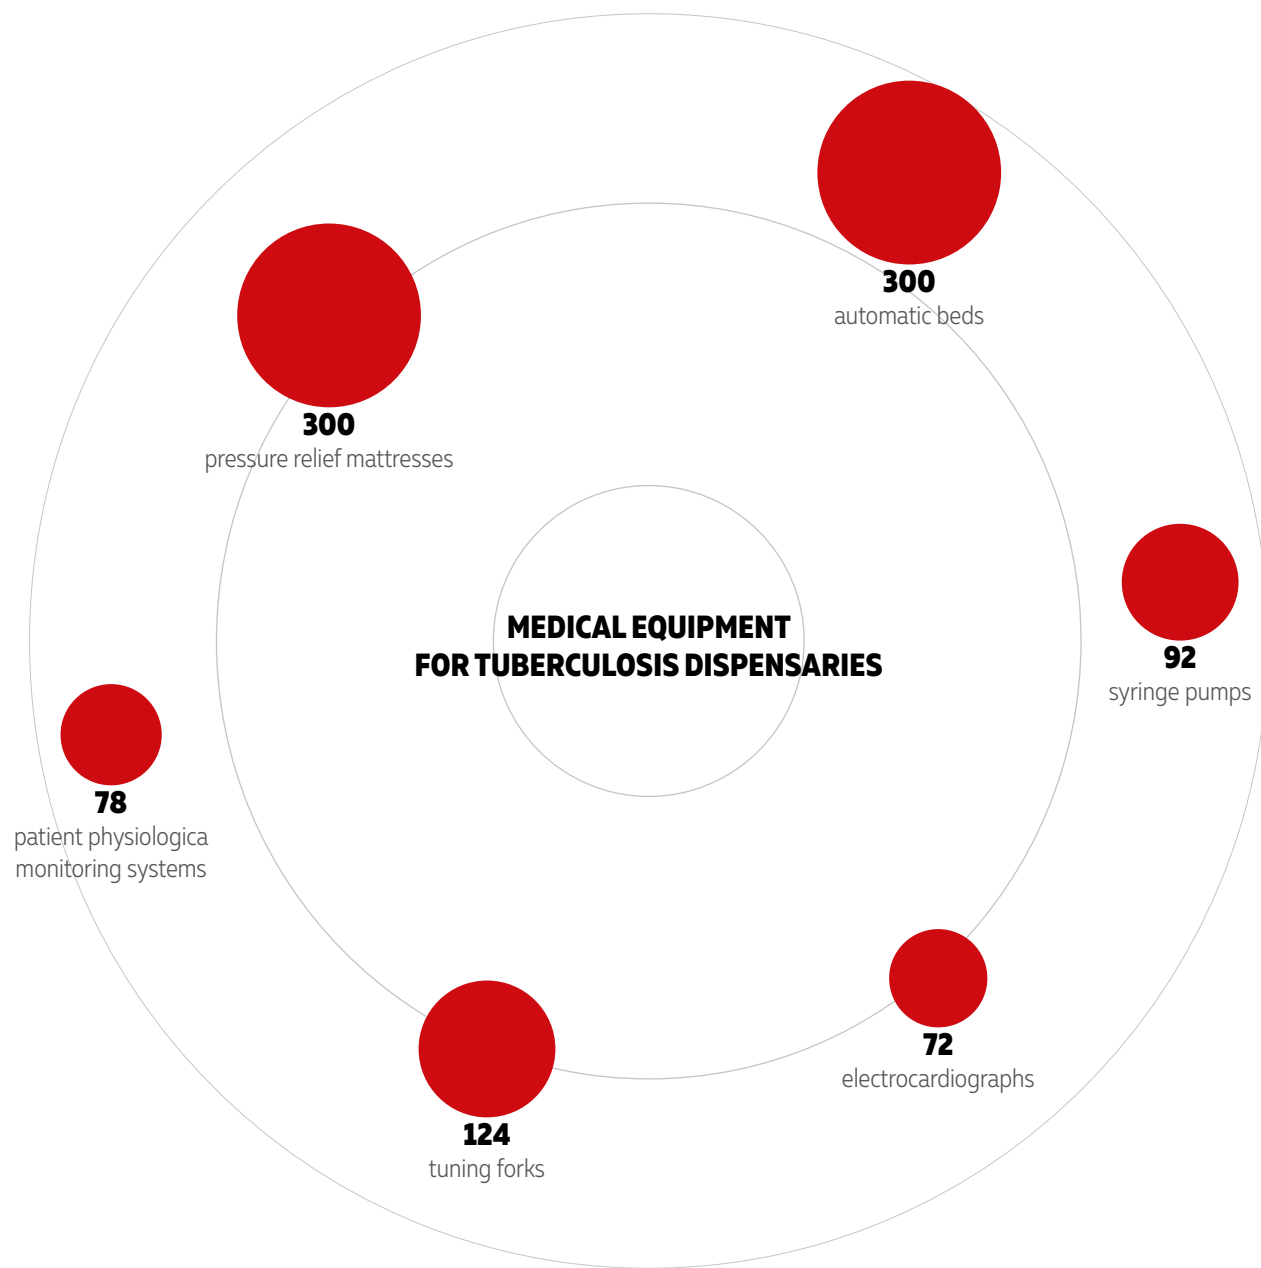 300
automatic beds
300
pressure relief mattresses
MEDICAL EQUIPMENT
FOR TUBERCULOSIS DISPENSARIES
92
syringe pumps
78
patient physiologica
monitoring systems
72
electrocardiographs
124
tuning forks